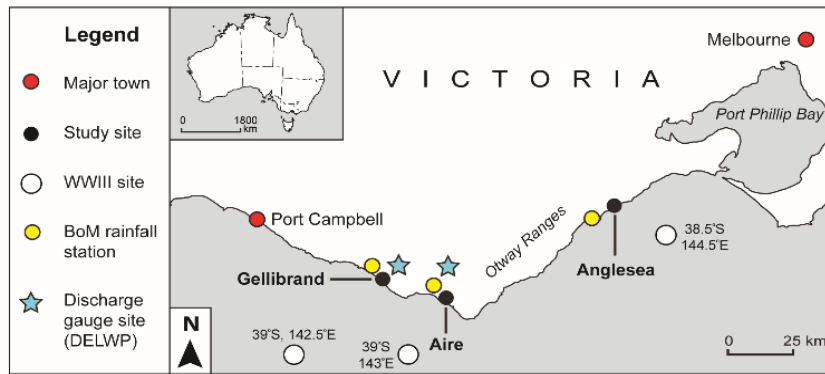 Legend
Major town
Study site
WWIII site
BoM rainfall
station
Discharge
gauge site
(DELWP)
N
0 1800
km
VICTORIA
Melbourne
Port Phillip Bay
Port Campbell
Otway Ranges
Gellibrand
Aire
Anglesea
38.5°S
144.5°E
39°S, 142.5°E
39°S
143°E
0 25
km